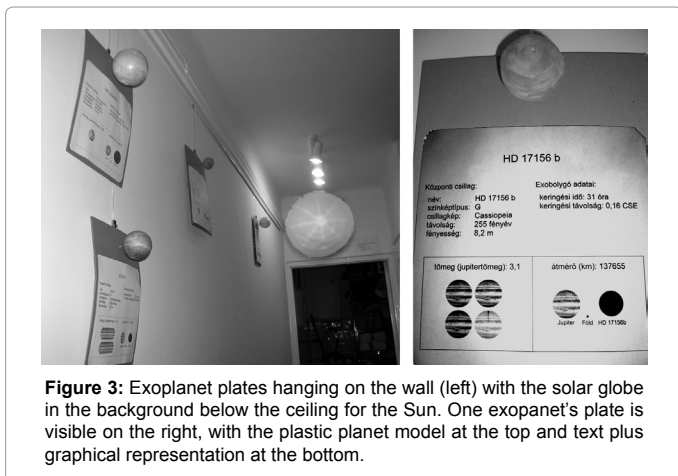 HD 17156 b
Központi csillag:
név: HD 17156 b
színképtípus: G
csillagkép: Cassiopeia
távolság: 255 fényév
fényesség: 8,2 m
Exobolygó adatai:
keringési idő: 31 óra
keringési távolság: 0,16 CSE
tömeg (jupitertömeg): 3,1
átmérő (km): 137655
Jupiter Föld HD 17156b
Figure 3: Exoplanet plates hanging on the wall (left) with the solar globe
in the background below the ceiling for the Sun. One exopanet's plate is
visible on the right, with the plastic planet model at the top and text plus
graphical representation at the bottom.